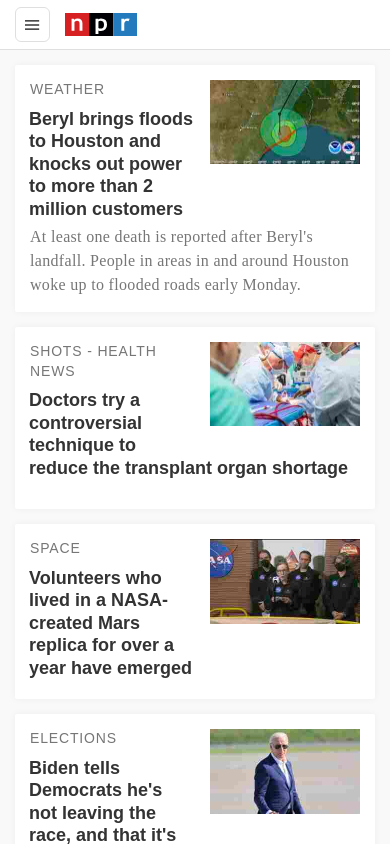 npr
WEATHER
Beryl brings floods
to Houston and
knocks out power
to more than 2
million customers
At least one death is reported after Beryl's
landfall. People in areas in and around Houston
woke up to flooded roads early Monday.
SHOTS - HEALTH
NEWS
Doctors try a
controversial
technique to
reduce the transplant organ shortage
SPACE
Volunteers who
lived in a NASA-
created Mars
replica for over a
year have emerged
ELECTIONS
Biden tells
Democrats he's
not leaving the
race, and that it's